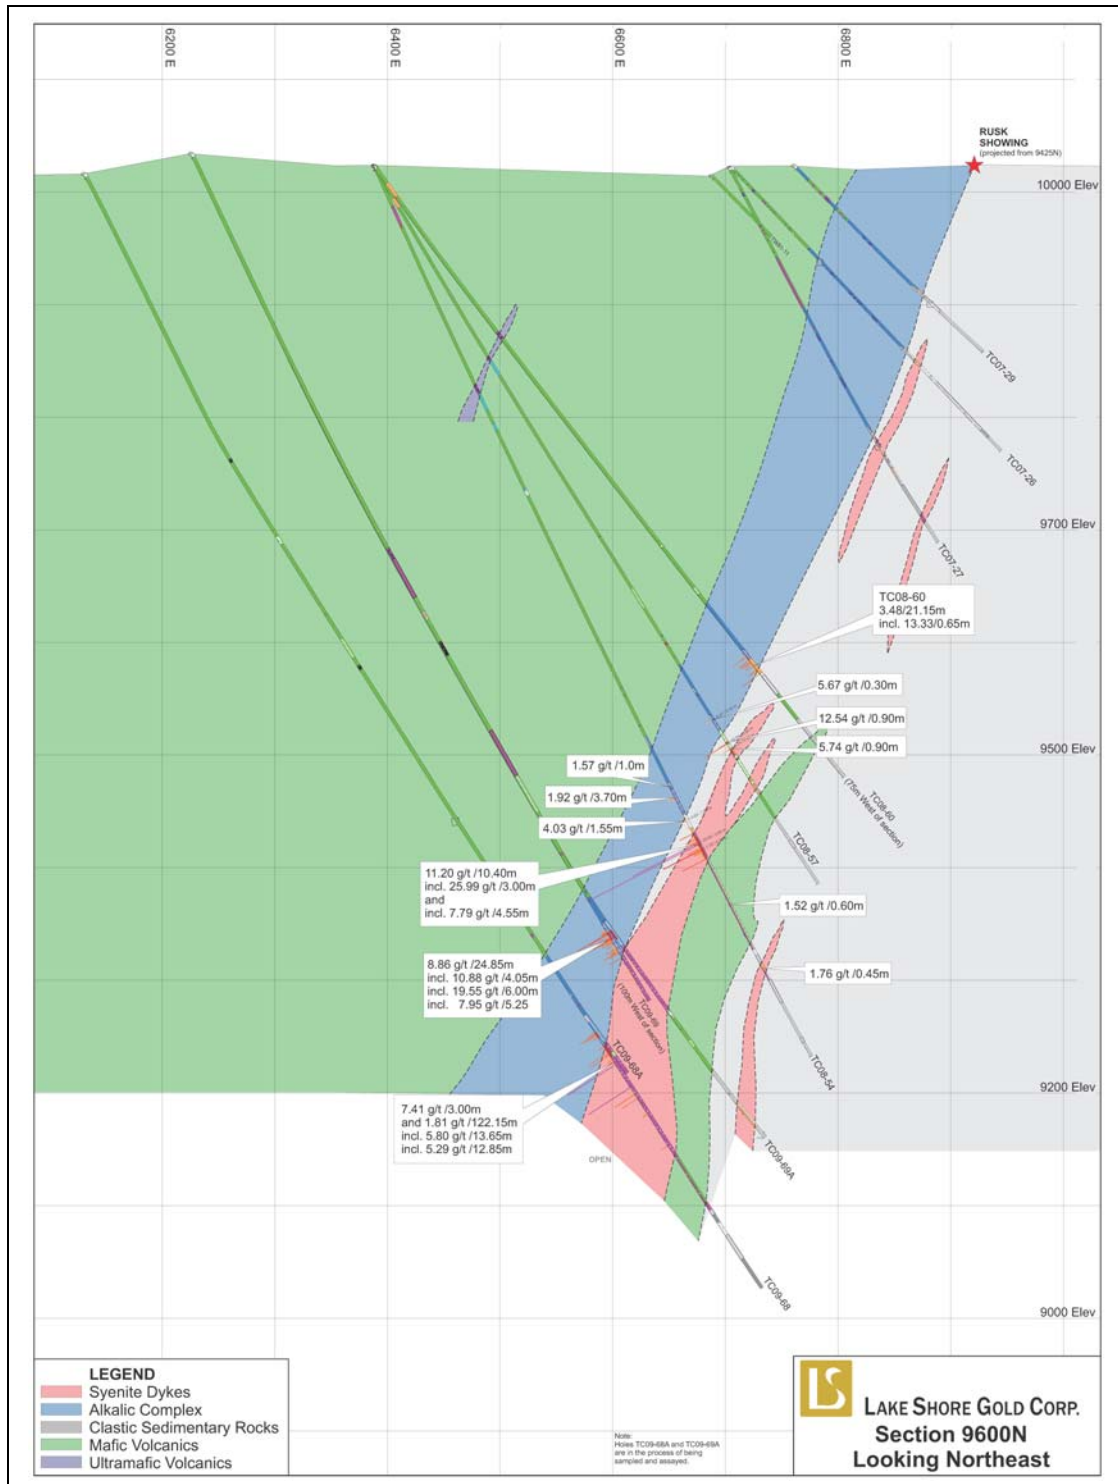 6200 E
6400 E
6600 E
6800 E
RUSK
SHOWING
(projected from 9425N)
10000 Elev
TC07-29
TC07-26
TC07-27
9700 Elev
TC08-60
3.48/21.15m
incl. 13.33/0.65m
5.67 g/t /0.30m
12.54 g/t /0.90m
5.74 g/t /0.90m
9500 Elev
1.57 g/t /1.0m
1.92 g/t /3.70m
4.03 g/t /1.55m
TC08-60
(75m West of section)
TC08-57
11.20 g/t /10.40m
incl. 25.99 g/t /3.00m
and
incl. 7.79 g/t /4.55m
1.52 g/t /0.60m
8.86 g/t /24.85m
incl. 10.88 g/t /4.05m
incl. 19.55 g/t /6.00m
incl. 7.95 g/t /5.25
1.76 g/t /0.45m
TC09-69
(100m West of section)
TC09-68A
TC08-54
9200 Elev
7.41 g/t /3.00m
and 1.81 g/t /122.15m
incl. 5.80 g/t /13.65m
incl. 5.29 g/t /12.85m
OPEN
TC09-69A
TC09-68
9000 Elev
LEGEND
Syenite Dykes
Alkalic Complex
Clastic Sedimentary Rocks
Mafic Volcanics
Ultramafic Volcanics
Note:
Holes TC09-68A and TC09-69A
are in the process of being
sampled and assayed.
LS
LAKE SHORE GOLD CORP.
Section 9600N
Looking Northeast